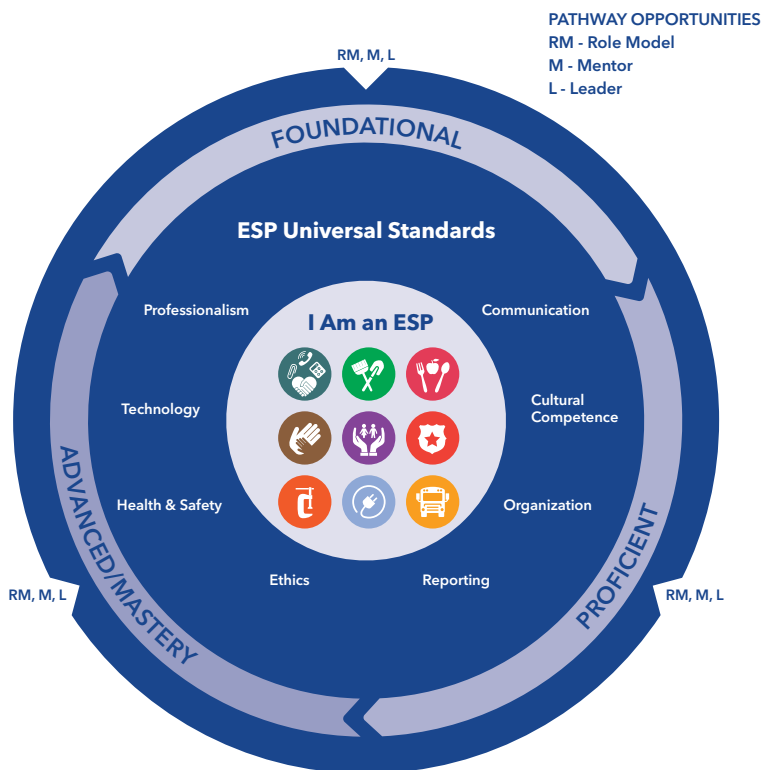 PATHWAY OPPORTUNITIES
RM - Role Model
M - Mentor
L - Leader
RM, M, L
FOUNDATIONAL
ESP Universal Standards
Professionalism
Communication
I Am an ESP
Technology
Cultural
Competence
Health & Safety
Organization
Ethics
Reporting
ADVANCED/MASTERY
PROFICIENT
RM, M, L
RM, M, L